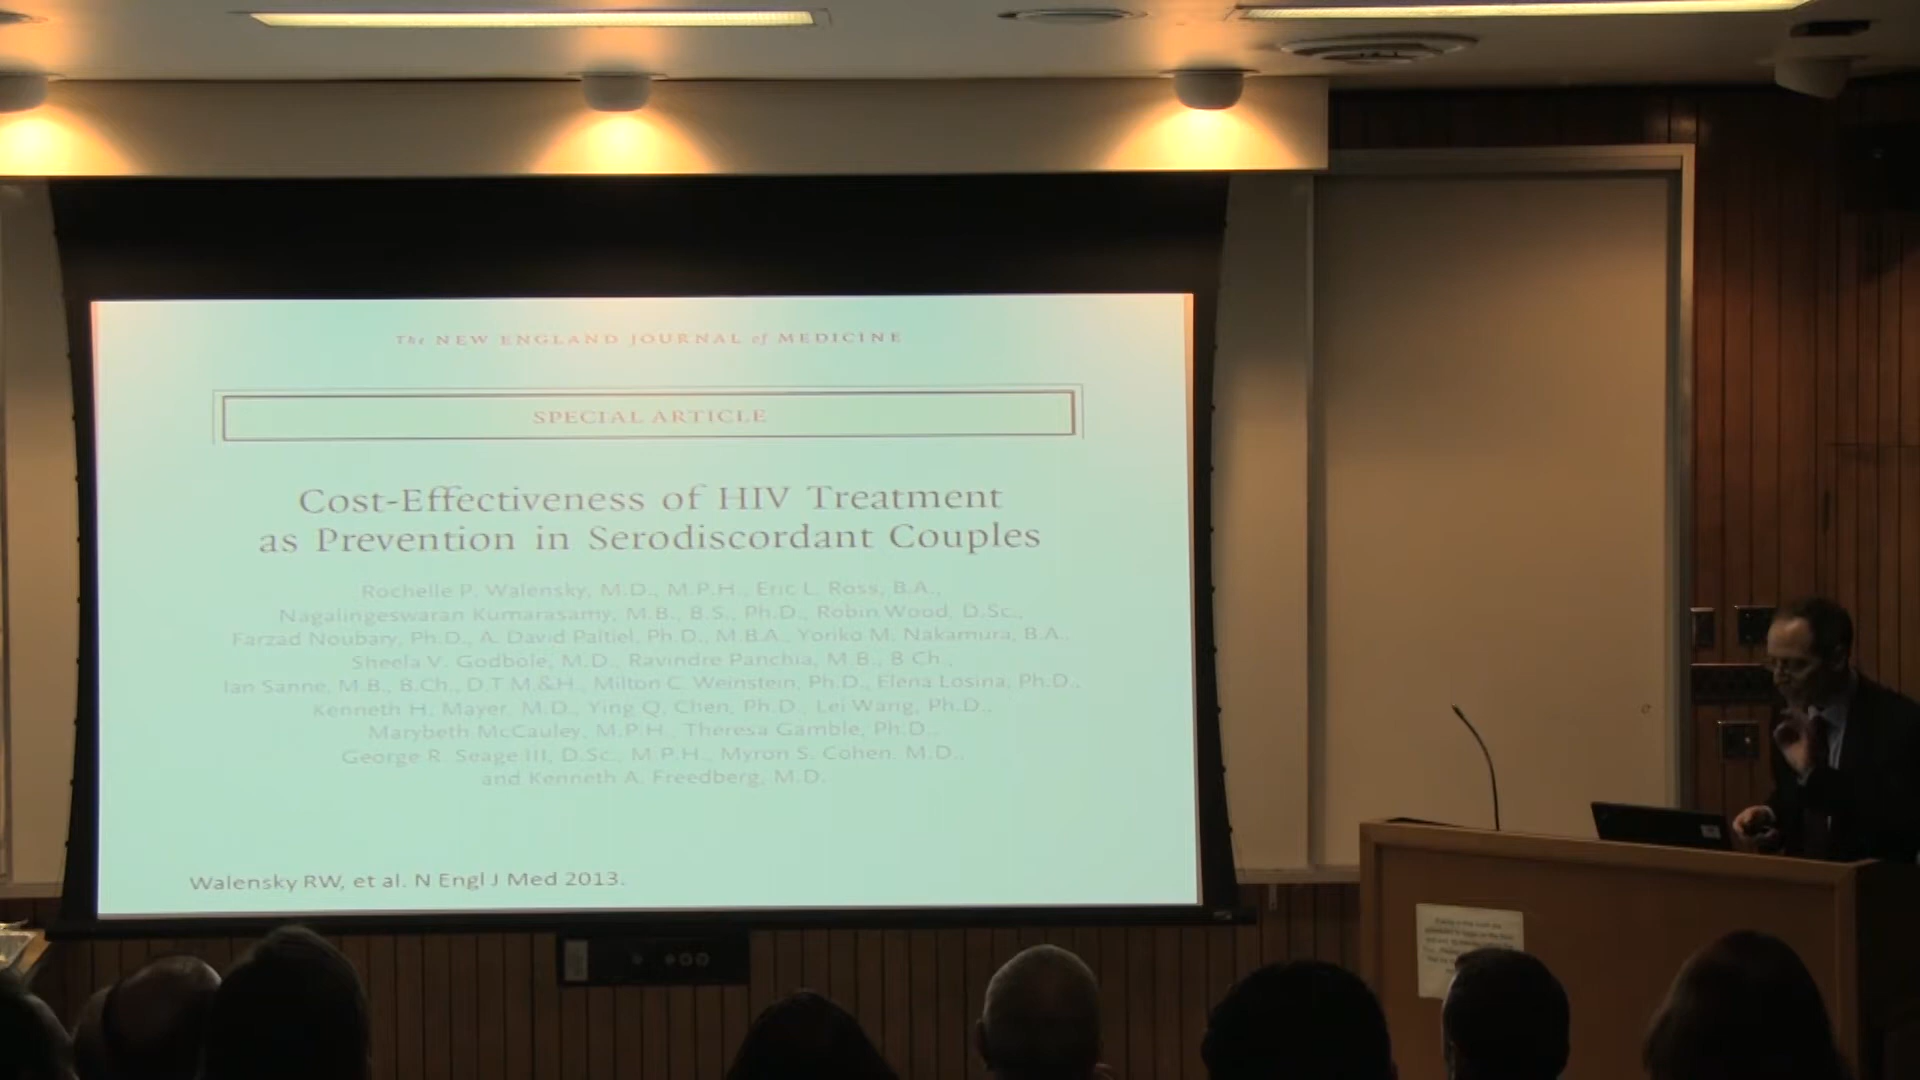 The NEW ENGLAND JOURNAL of MEDICINE
SPECIAL ARTICLE
Cost-Effectiveness of HIV Treatment
as Prevention in Serodiscordant Couples
Rochelle P. Walensky, M.D., M.P.H., Eric L. Ross, B.A.,
Nagalingeswaran Kumarasamy, M.B., B.S., Ph.D., Robin Wood, D.Sc.,
Farzad Noubary, Ph.D., A. David Paltiel, Ph.D., M.B.A., Yoriko M. Nakamura, B.A.,
Sheela V. Godbole, M.D., Ravindre Panchia, M.B., B.Ch.,
Ian Sanne, M.B., B.Ch., D.T.M.&H., Milton C. Weinstein, Ph.D., Elena Losina, Ph.D.,
Kenneth H. Mayer, M.D., Ying Q. Chen, Ph.D., Lei Wang, Ph.D.,
Marybeth McCauley, M.P.H., Theresa Gamble, Ph.D.,
George R. Seage III, D.Sc., M.P.H., Myron S. Cohen, M.D.,
and Kenneth A. Freedberg, M.D.
Walensky RW, et al. N Engl J Med 2013.